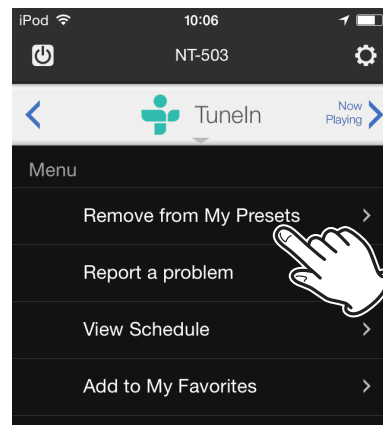 iPod 10:06
NT-503
TuneIn
Now
Playing
Menu
Remove from My Presets
Report a problem
View Schedule
Add to My Favorites